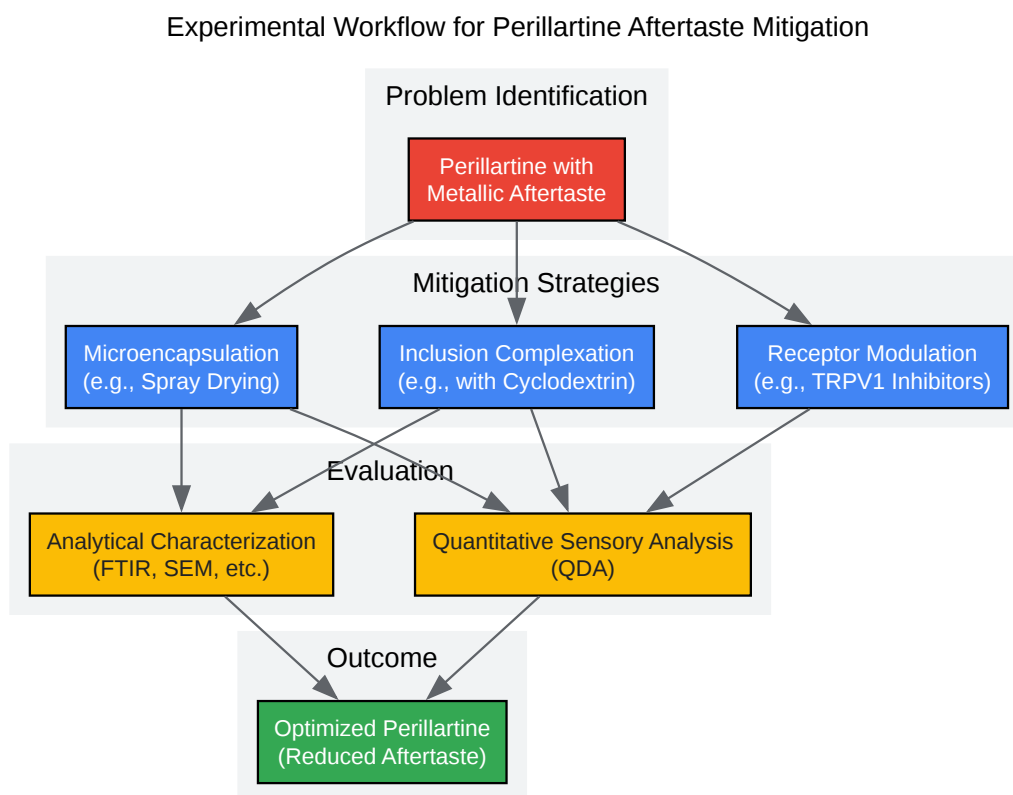 Experimental Workflow for Perillartine Aftertaste Mitigation
Problem Identification
Perillartine with
Metallic Aftertaste
Mitigation Strategies
Microencapsulation
(e.g., Spray Drying)
Inclusion Complexation
(e.g., with Cyclodextrin)
Receptor Modulation
(e.g., TRPV1 Inhibitors)
Evaluation
Analytical Characterization
(FTIR, SEM, etc.)
Quantitative Sensory Analysis
(QDA)
Outcome
Optimized Perillartine
(Reduced Aftertaste)